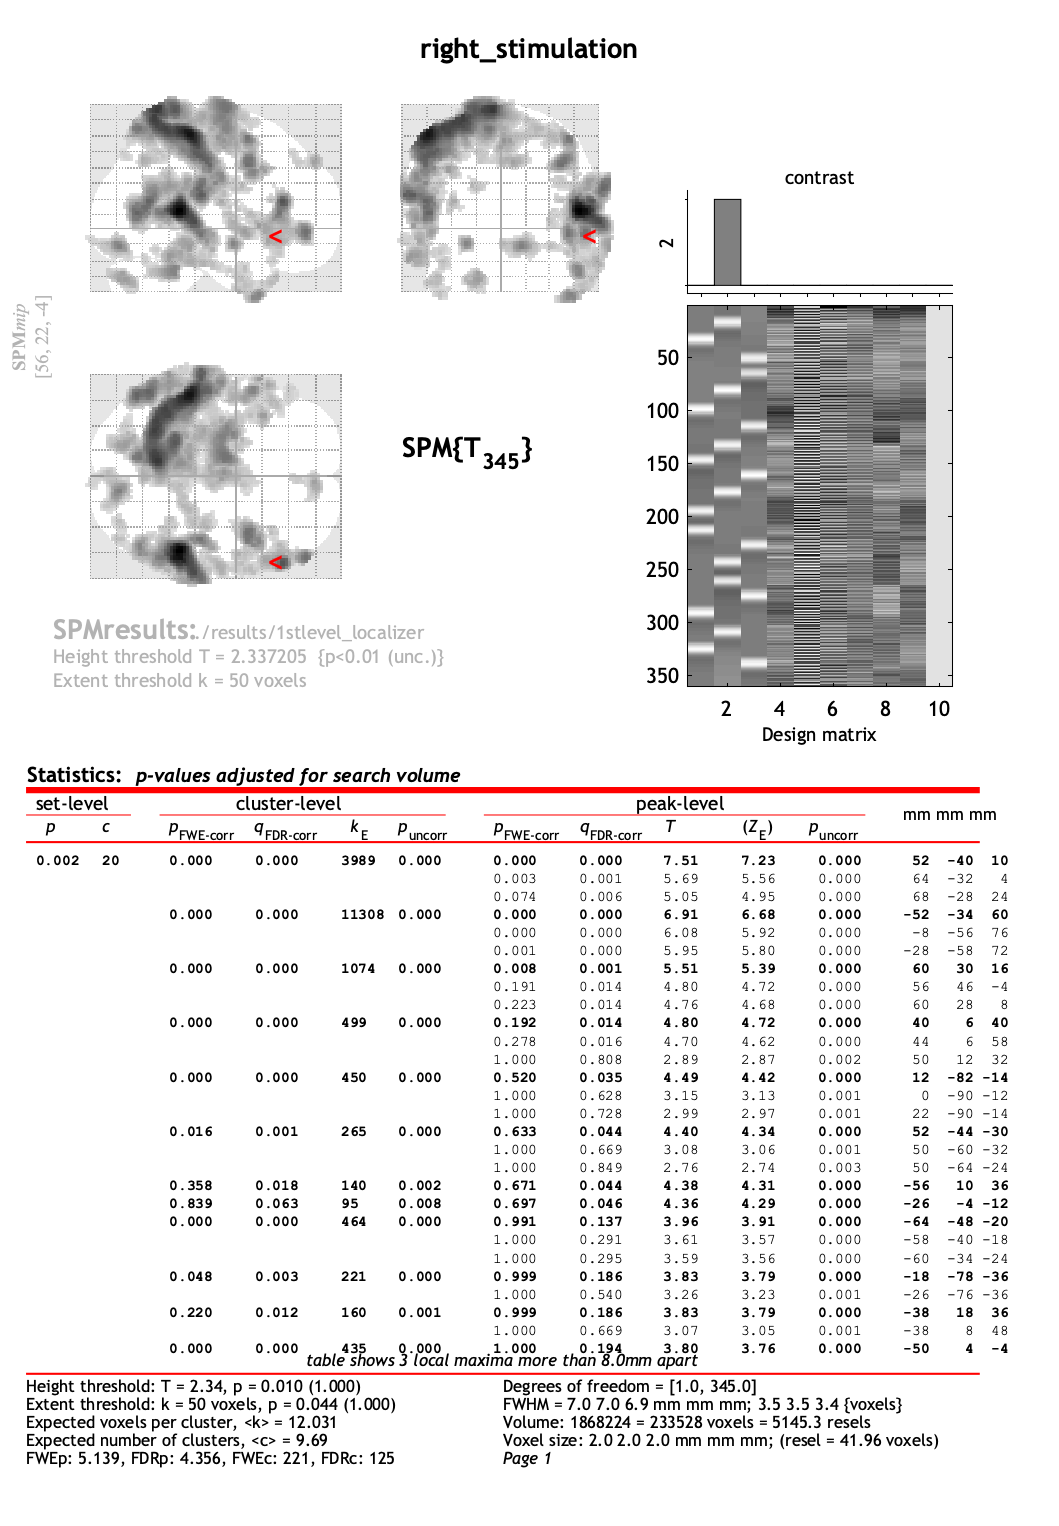 right_stimulation
SPMmip
[56, 22, -4]
<
<
<
SPM{T345}
contrast
2
50
100
150
200
250
300
350
2 4 6 8 10
Design matrix
SPMresults: ./results/1stlevel_localizer
Height threshold T = 2.337205 {p<0.01 (unc.)}
Extent threshold k = 50 voxels
Statistics: p-values adjusted for search volume
set-level cluster-level peak-level mm mm mm
p c pFWE-corr qFDR-corr kE puncorr pFWE-corr qFDR-corr T (ZE) puncorr
0.002 20 0.000 0.000 3989 0.000 0.000 0.000 7.51 7.23 0.000 52 -40 10
0.003 0.001 5.69 5.56 0.000 64 -32 4
0.074 0.006 5.05 4.95 0.000 68 -28 24
0.000 0.000 11308 0.000 0.000 0.000 6.91 6.68 0.000 -52 -34 60
0.000 0.000 6.08 5.92 0.000 -8 -56 76
0.001 0.000 5.95 5.80 0.000 -28 -58 72
0.000 0.000 1074 0.000 0.008 0.001 5.51 5.39 0.000 60 30 16
0.191 0.014 4.80 4.72 0.000 56 46 -4
0.223 0.014 4.76 4.68 0.000 60 28 8
0.000 0.000 499 0.000 0.192 0.014 4.80 4.72 0.000 40 6 40
0.278 0.016 4.70 4.62 0.000 44 6 58
1.000 0.808 2.89 2.87 0.002 50 12 32
0.000 0.000 450 0.000 0.520 0.035 4.49 4.42 0.000 12 -82 -14
1.000 0.628 3.15 3.13 0.001 0 -90 -12
1.000 0.728 2.99 2.97 0.001 22 -90 -14
0.016 0.001 265 0.000 0.633 0.044 4.40 4.34 0.000 52 -44 -30
1.000 0.669 3.08 3.06 0.001 50 -60 -32
1.000 0.849 2.76 2.74 0.003 50 -64 -24
0.358 0.018 140 0.002 0.671 0.044 4.38 4.31 0.000 -56 10 36
0.839 0.063 95 0.008 0.697 0.046 4.36 4.29 0.000 -26 -4 -12
0.000 0.000 464 0.000 0.991 0.137 3.96 3.91 0.000 -64 -48 -20
1.000 0.291 3.61 3.57 0.000 -58 -40 -18
1.000 0.295 3.59 3.56 0.000 -60 -34 -24
0.048 0.003 221 0.000 0.999 0.186 3.83 3.79 0.000 -18 -78 -36
1.000 0.540 3.26 3.23 0.001 -26 -76 -36
0.220 0.012 160 0.001 0.999 0.186 3.83 3.79 0.000 -38 18 36
1.000 0.669 3.07 3.05 0.001 -38 8 48
0.000 0.000 435 0.000 1.000 0.194 3.80 3.76 0.000 -50 4 -4
table shows 3 local maxima more than 8.0mm apart
Height threshold: T = 2.34, p = 0.010 (1.000)
Extent threshold: k = 50 voxels, p = 0.044 (1.000)
Expected voxels per cluster, <k> = 12.031
Expected number of clusters, <c> = 9.69
FWEp: 5.139, FDRp: 4.356, FWEc: 221, FDRc: 125
Degrees of freedom = [1.0, 345.0]
FWHM = 7.0 7.0 6.9 mm mm mm; 3.5 3.5 3.4 {voxels}
Volume: 1868224 = 233528 voxels = 5145.3 resels
Voxel size: 2.0 2.0 2.0 mm mm mm; (resel = 41.96 voxels)
Page 1